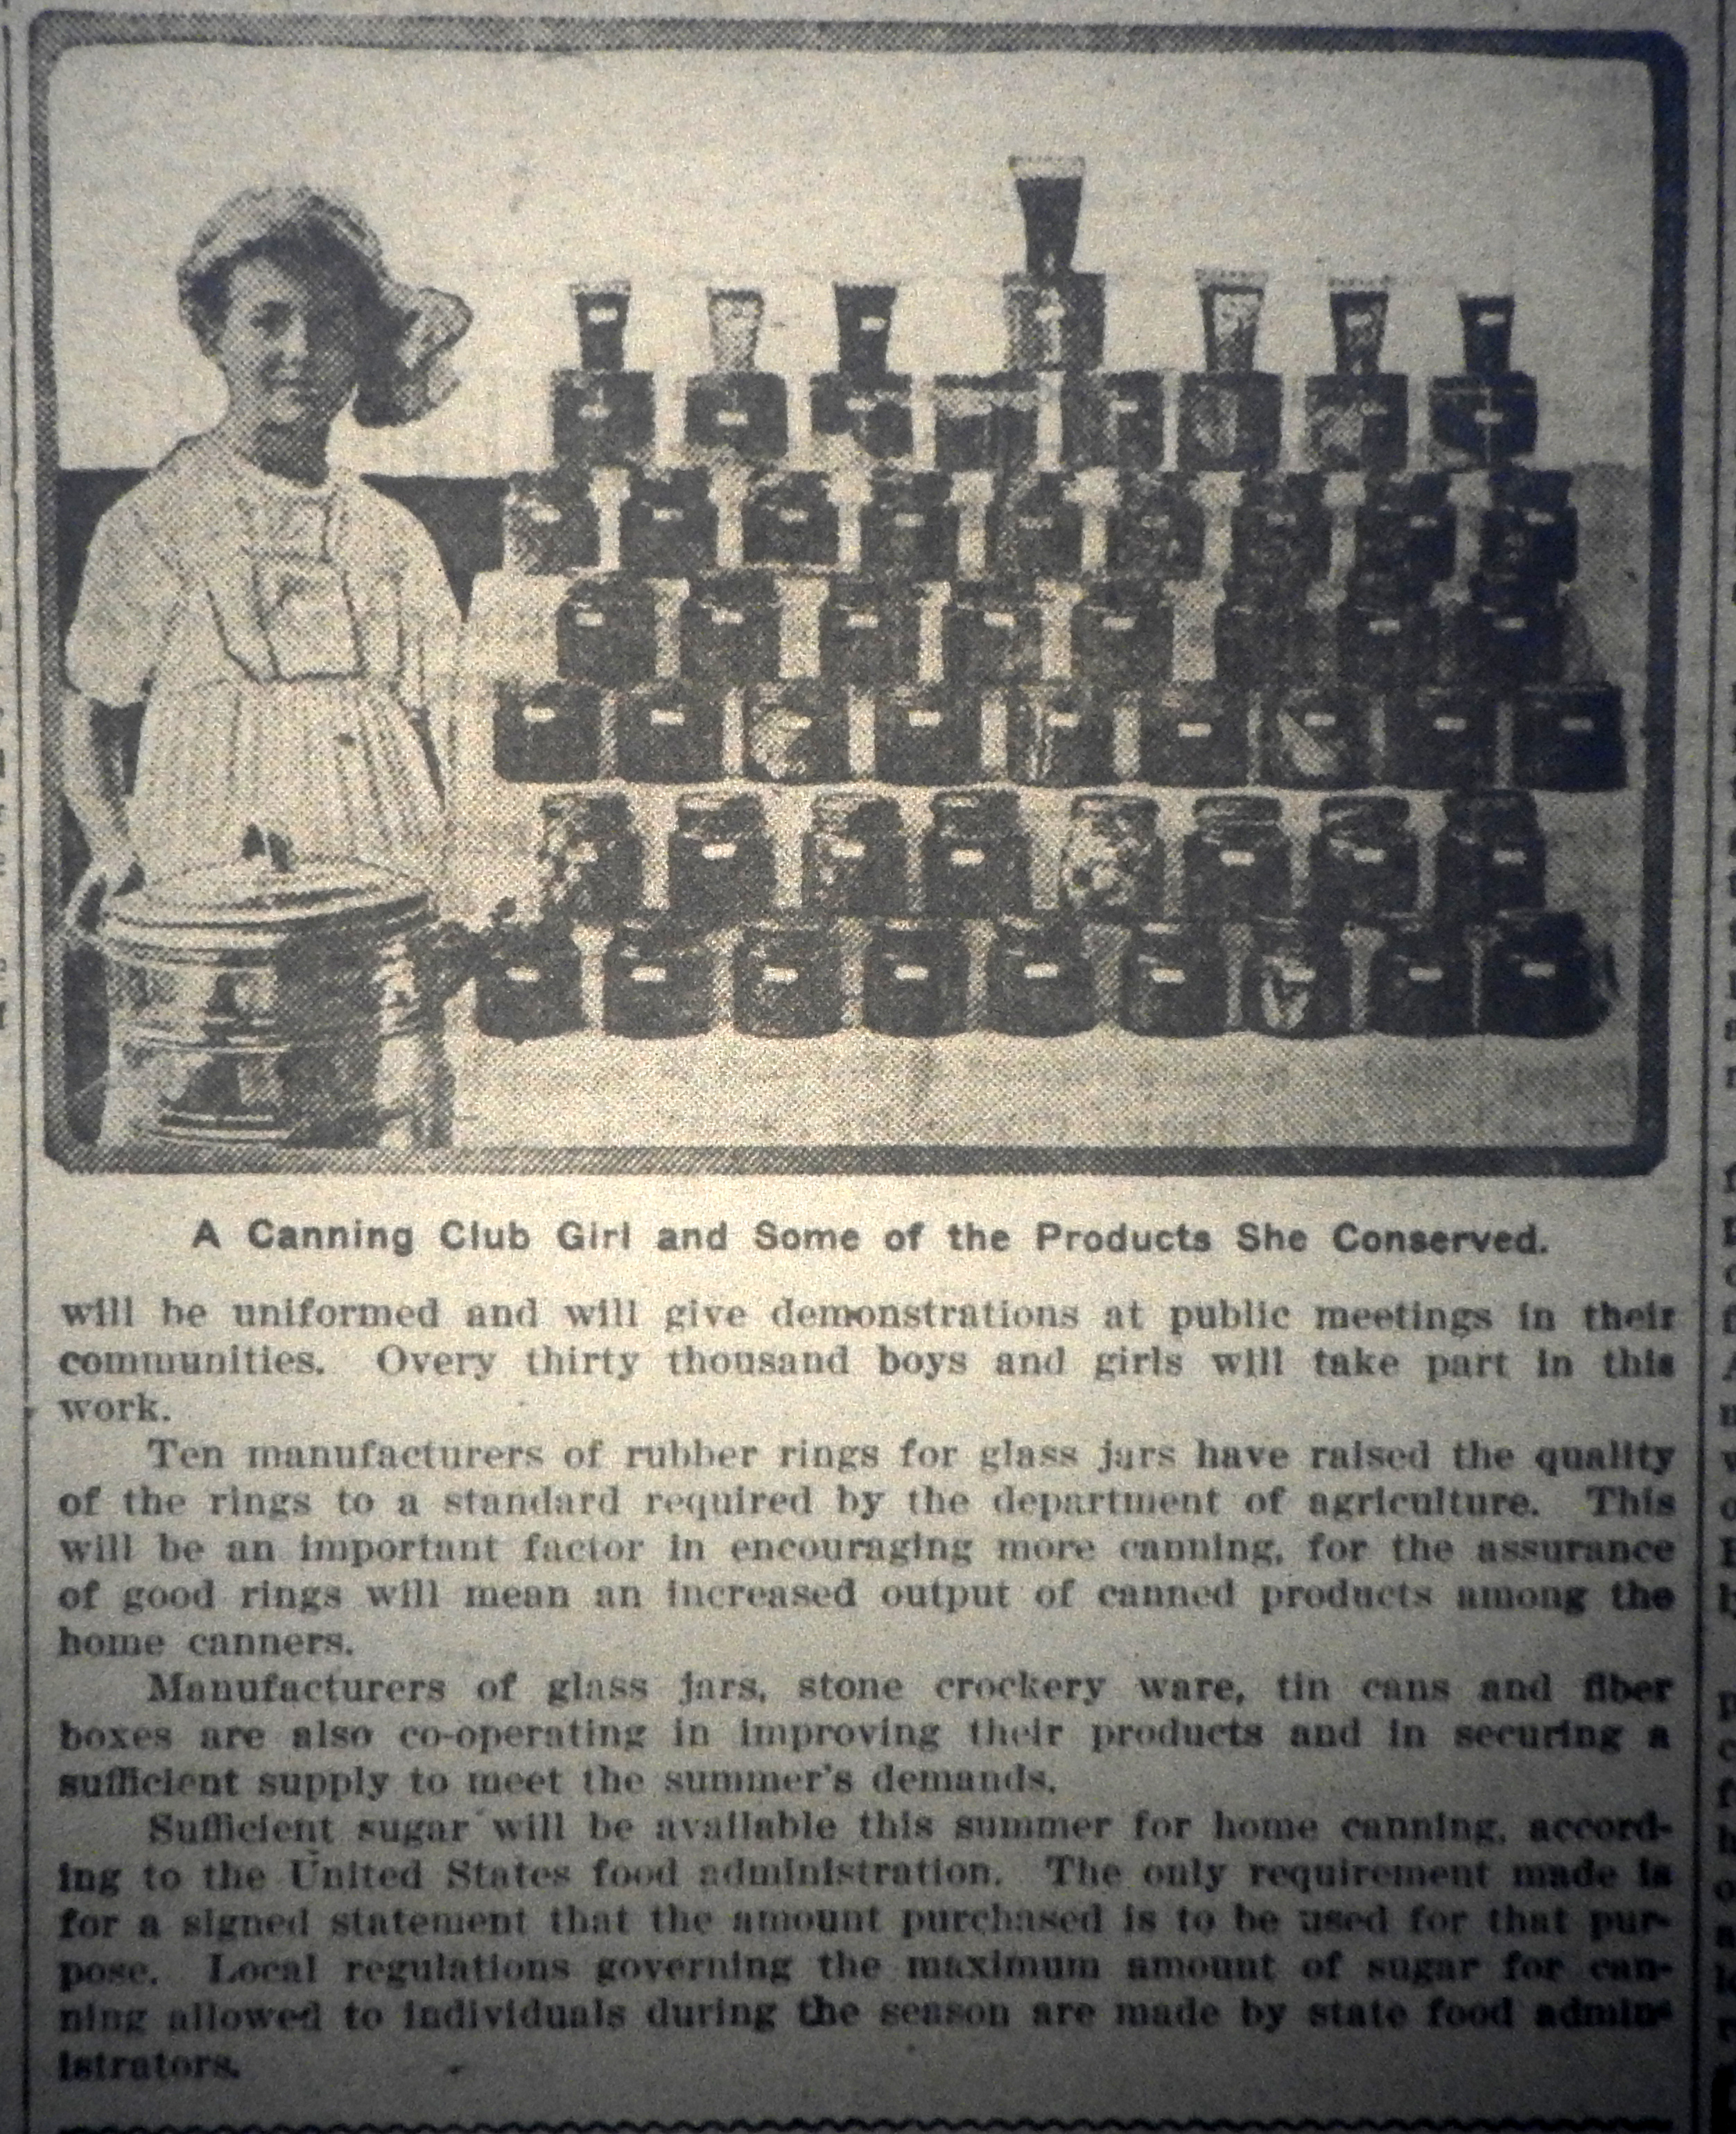 A Canning Club Girl and Some of the Products She Conserved.
will be uniformed and will give demonstrations at public meetings in their
communities. Overy thirty thousand boys and girls will take part in this
work.
Ten manufacturers of rubber rings for glass jars have raised the quality
of the rings to a standard required by the department of agriculture. This
will be an important factor in encouraging more canning, for the assurance
of good rings will mean an increased output of canned products among the
home canners.
Manufacturers of glass jars, stone crockery ware, tin cans and fiber
boxes are also co-operating in improving their products and in securing a
sufficient supply to meet the summer's demands.
Sufficient sugar will be available this summer for home canning, accord-
ing to the United States food administration. The only requirement made is
for a signed statement that the amount purchased is to be used for that pur-
pose. Local regulations governing the maximum amount of sugar for can-
ning allowed to individuals during the season are made by state food admin-
istrators.